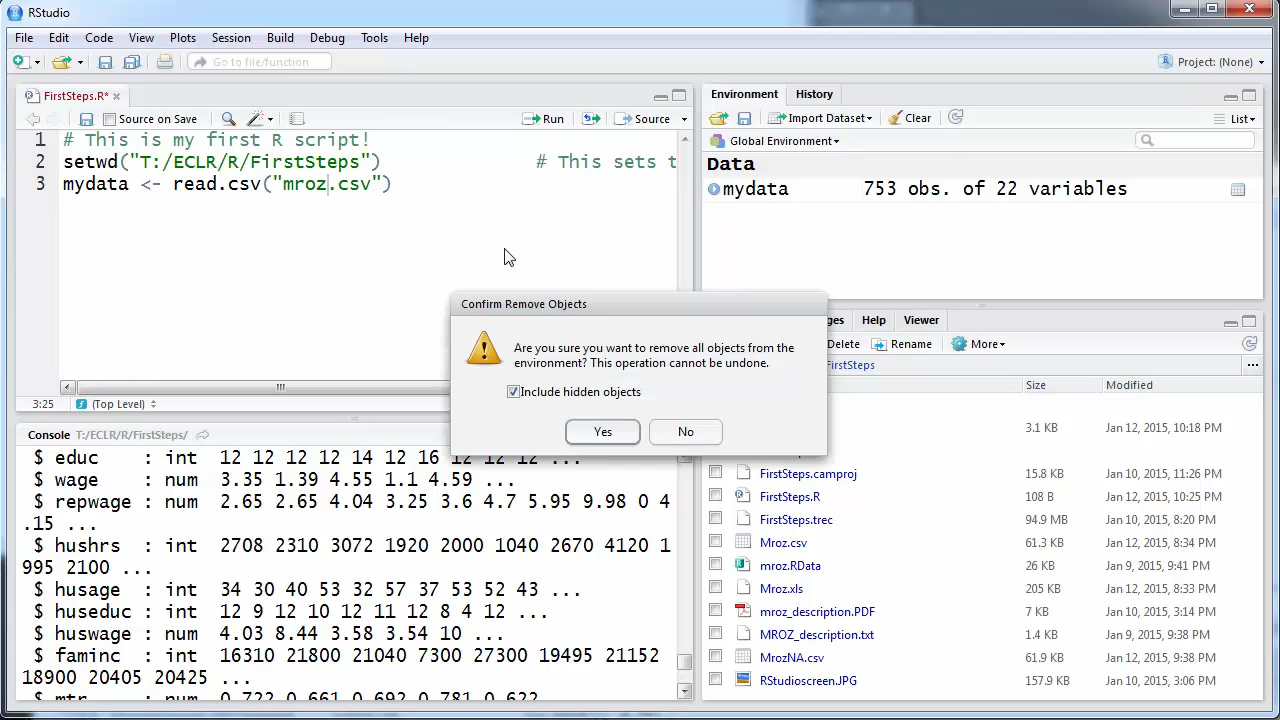 RStudio
File Edit Code View Plots Session Build Debug Tools Help
Go to file/function
Project: (None)
FirstSteps.R*
Source on Save
Run
Source
1 # This is my first R script!
2 setwd("T:/ECLR/R/FirstSteps") # This sets t
3 mydata <- read.csv("mroz.csv")
3:25 (Top Level)
Environment History
Import Dataset Clear List
Global Environment
Data
mydata 753 obs. of 22 variables
Confirm Remove Objects
Are you sure you want to remove all objects from the
environment? This operation cannot be undone.
Include hidden objects
Yes No
Console T:/ECLR/R/FirstSteps/
$ educ : int 12 12 12 12 14 12 16 12 12 12 ...
$ wage : num 3.35 1.39 4.55 1.1 4.59 ...
$ repwage : num 2.65 2.65 4.04 3.25 3.6 4.7 5.95 9.98 0 4
.15 ...
$ hushrs : int 2708 2310 3072 1920 2000 1040 2670 4120 1
995 2100 ...
$ husage : int 34 30 40 53 32 57 37 53 52 43 ...
$ huseduc : int 12 9 12 10 12 11 12 8 4 12 ...
$ huswage : num 4.03 8.44 3.58 3.54 10 ...
$ faminc : int 16310 21800 21040 7300 27300 19495 21152
18900 20405 20425 ...
$ mtr : num 0.722 0.661 0.692 0.781 0.622
Help Viewer
Delete Rename More
FirstSteps
Size Modified
3.1 KB Jan 12, 2015, 10:18 PM
FirstSteps.camproj 15.8 KB Jan 10, 2015, 11:26 PM
FirstSteps.R 108 B Jan 12, 2015, 10:25 PM
FirstSteps.trec 94.9 MB Jan 10, 2015, 8:20 PM
Mroz.csv 61.3 KB Jan 12, 2015, 8:34 PM
mroz.RData 26 KB Jan 9, 2015, 9:41 PM
Mroz.xls 205 KB Jan 12, 2015, 8:33 PM
mroz_description.PDF 7 KB Jan 10, 2015, 3:14 PM
MROZ_description.txt 1.4 KB Jan 9, 2015, 9:38 PM
MrozNA.csv 61.9 KB Jan 12, 2015, 9:38 PM
RStudioscreen.JPG 157.9 KB Jan 10, 2015, 3:06 PM